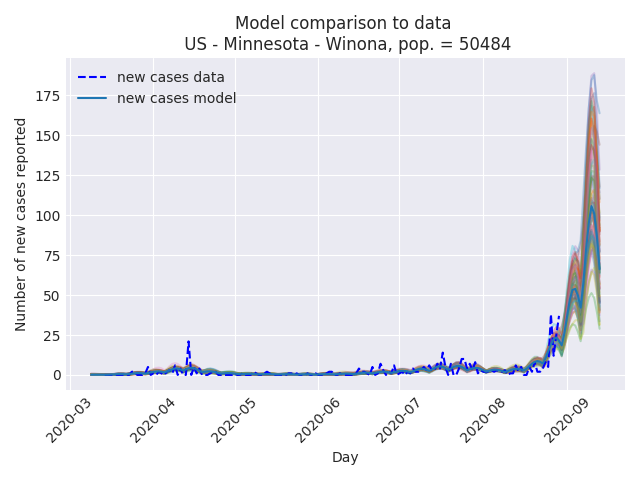 Model comparison to data
US - Minnesota - Winona, pop. = 50484
new cases data
new cases model
Number of new cases reported
175
150
125
100
75
50
25
0
2020-03
2020-04
2020-05
2020-06
2020-07
2020-08
2020-09
Day